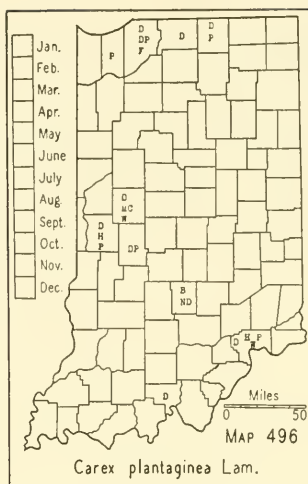 Jan.
Feb.
Mar.
Apr.
May
June
July
Aug.
Sept.
Oct.
Nov.
Dec.
P
D
DP
F
D
D
P
D
MC
N
D
H
P
DP
B
ND
D
H P
N
D
Miles
0 50
MAP 496
Carex plantaginea Lam.